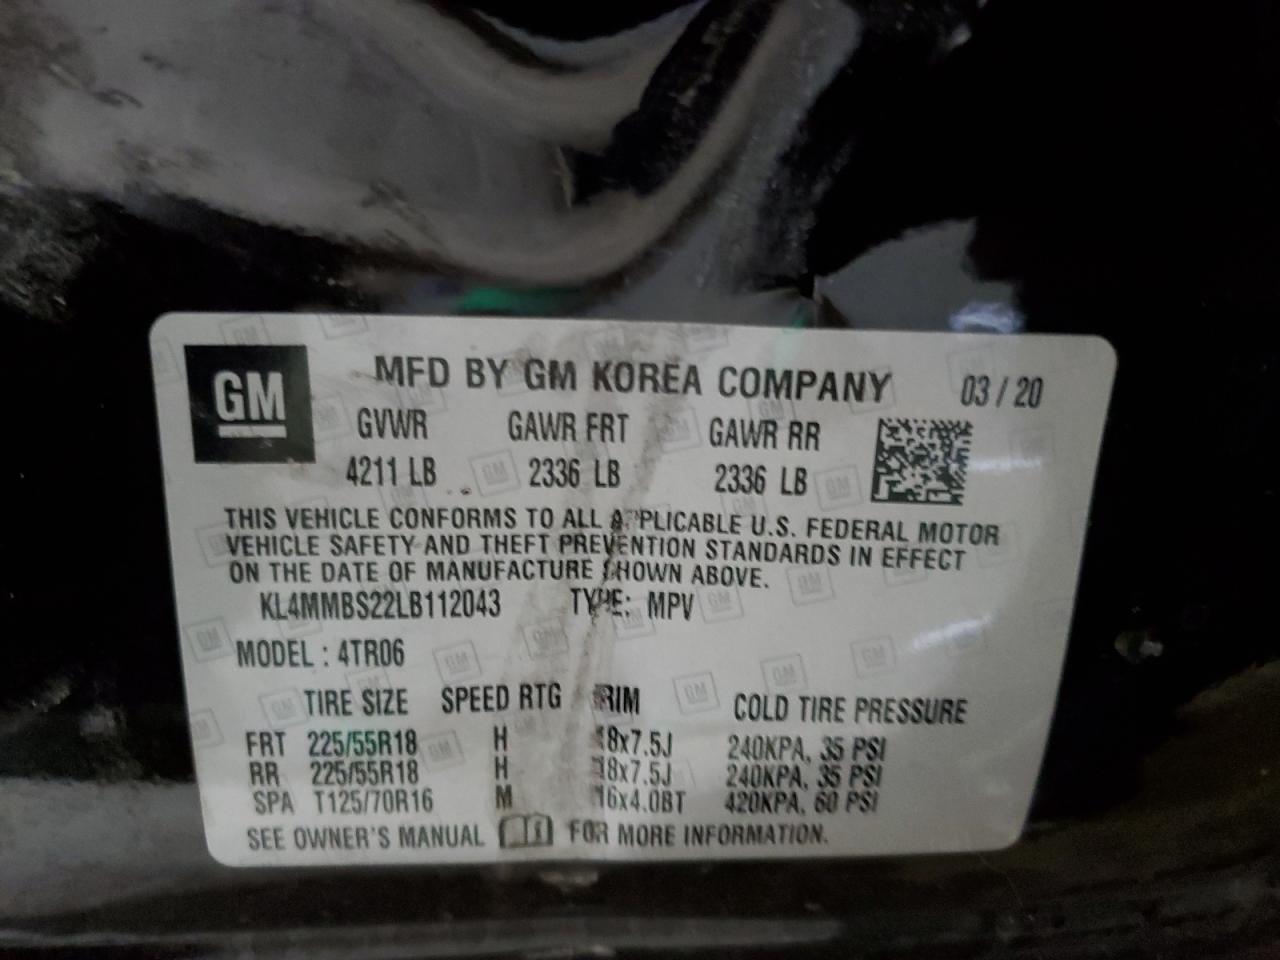 GM
MFD BY GM KOREA COMPANY 03 / 20
GVWR GAWR FRT GAWR RR
4211 LB 2336 LB 2336 LB
THIS VEHICLE CONFORMS TO ALL APPLICABLE U.S. FEDERAL MOTOR
VEHICLE SAFETY AND THEFT PREVENTION STANDARDS IN EFFECT
ON THE DATE OF MANUFACTURE SHOWN ABOVE.
KL4MMBS22LB112043 TYPE: MPV
MODEL : 4TR06
TIRE SIZE SPEED RTG RIM COLD TIRE PRESSURE
FRT 225/55R18 H 18x7.5J 240KPA, 35 PSI
RR 225/55R18 H 18x7.5J 240KPA, 35 PSI
SPA T125/70R16 M 16x4.0BT 420KPA, 60 PSI
SEE OWNER'S MANUAL FOR MORE INFORMATION.